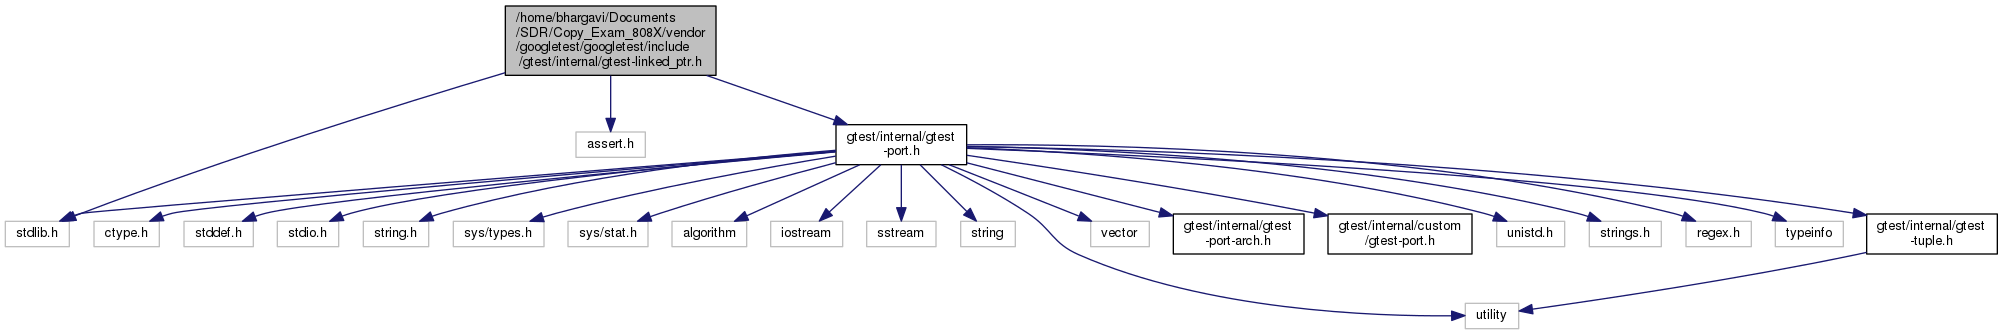 /home/bhargavi/Documents
/SDR/Copy_Exam_808X/vendor
/googletest/googletest/include
/gtest/internal/gtest-linked_ptr.h
assert.h
gtest/internal/gtest
-port.h
stdlib.h
ctype.h
stddef.h
stdio.h
string.h
sys/types.h
sys/stat.h
algorithm
iostream
sstream
string
vector
gtest/internal/gtest
-port-arch.h
gtest/internal/custom
/gtest-port.h
unistd.h
strings.h
regex.h
typeinfo
gtest/internal/gtest
-tuple.h
utility